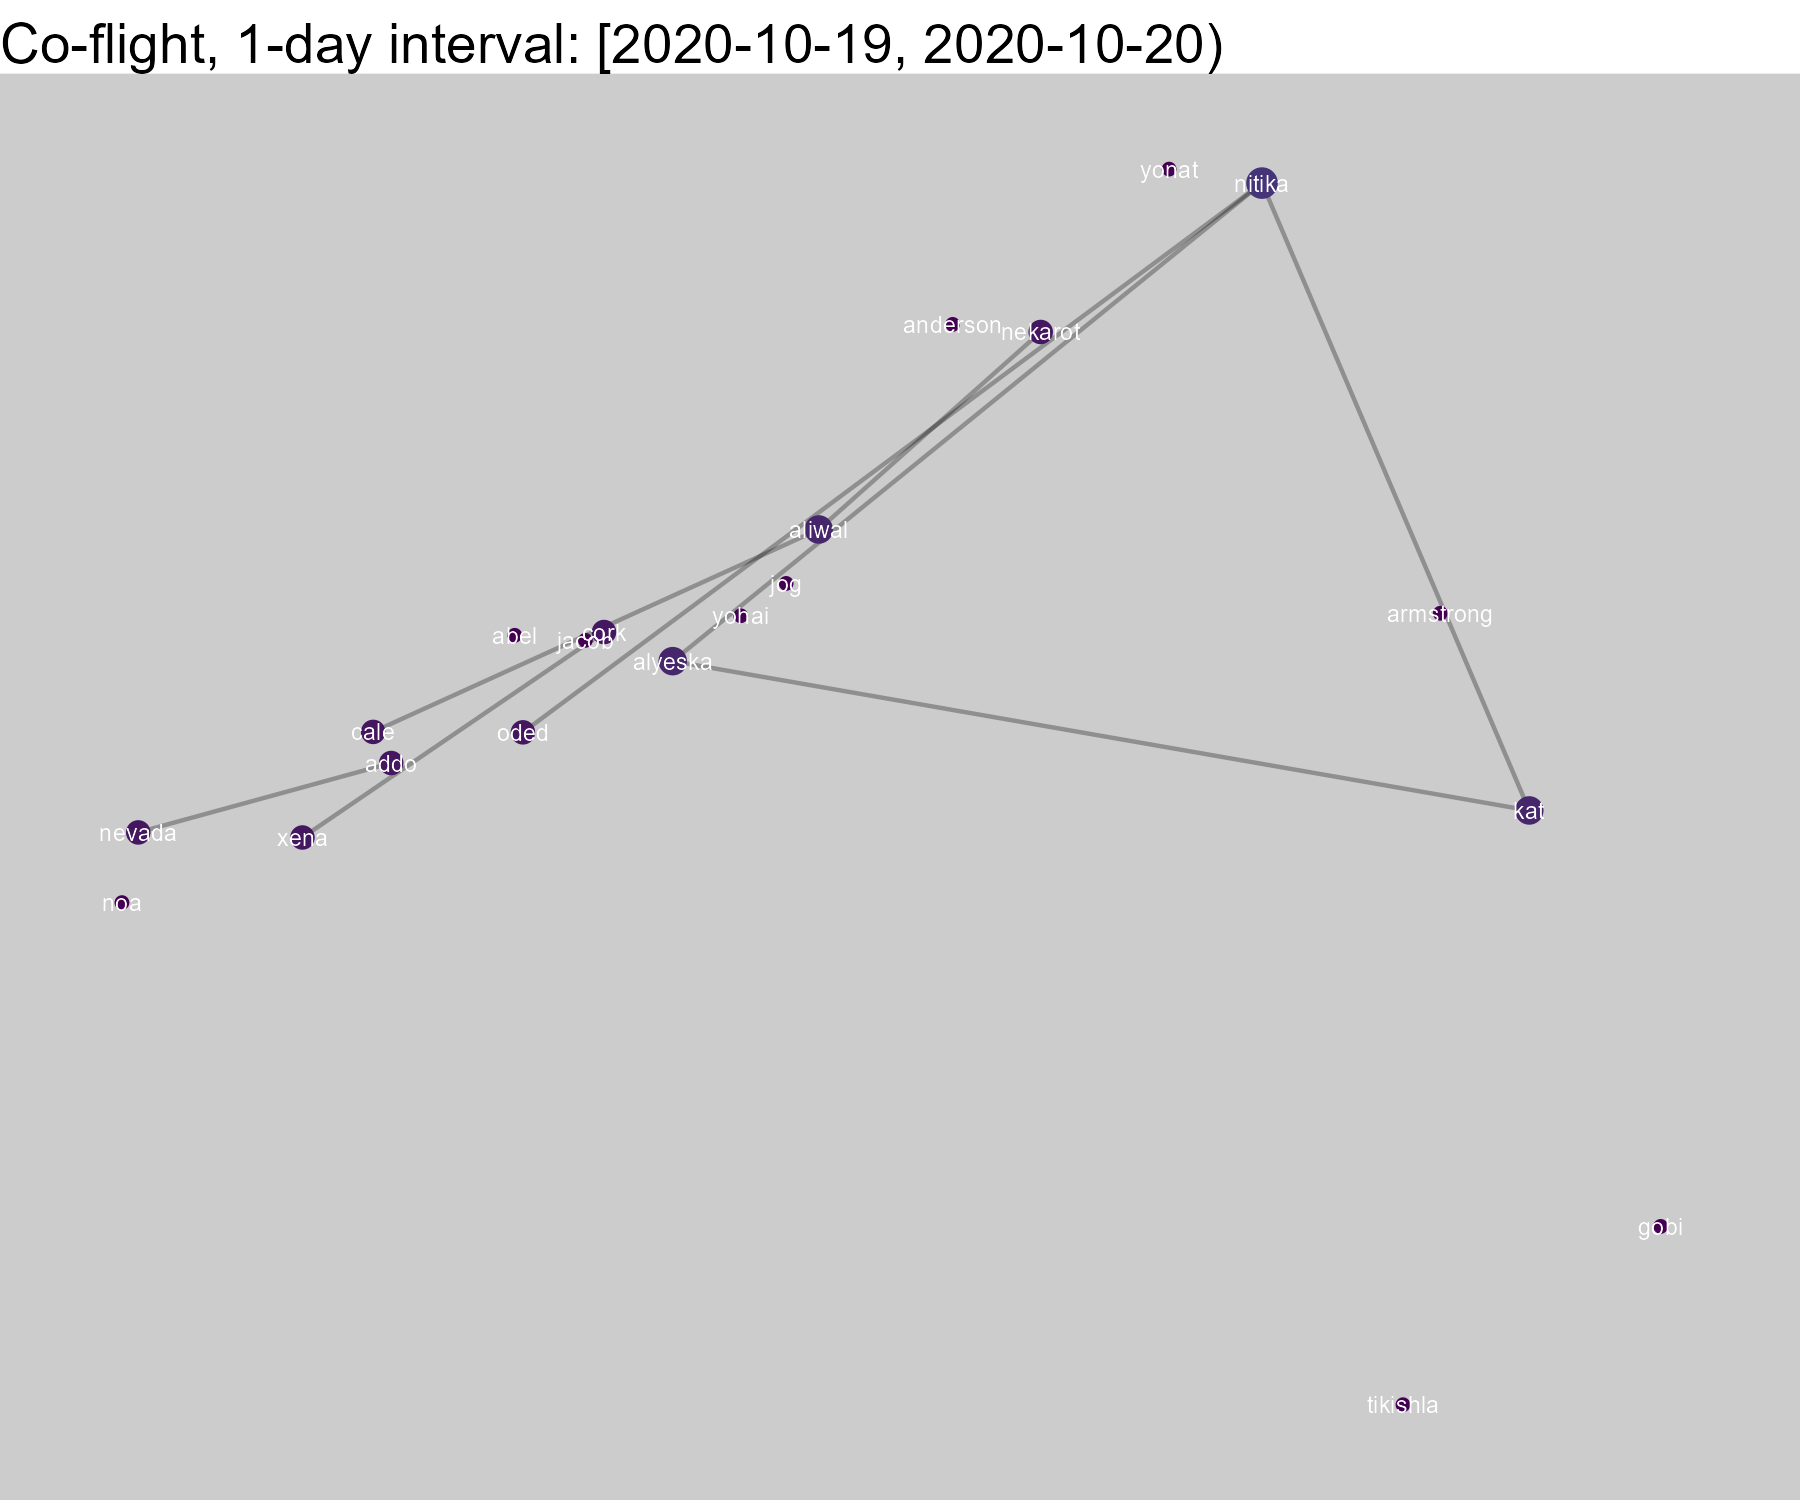 Co-flight, 1-day interval: [2020-10-19, 2020-10-20)
yonat
nitika
anderson
nekarot
aliwal
jog
yohai
armstrong
abel
jacob
cork
alyeska
cale
oded
addo
kat
nevada
xena
noa
gobi
tikishla